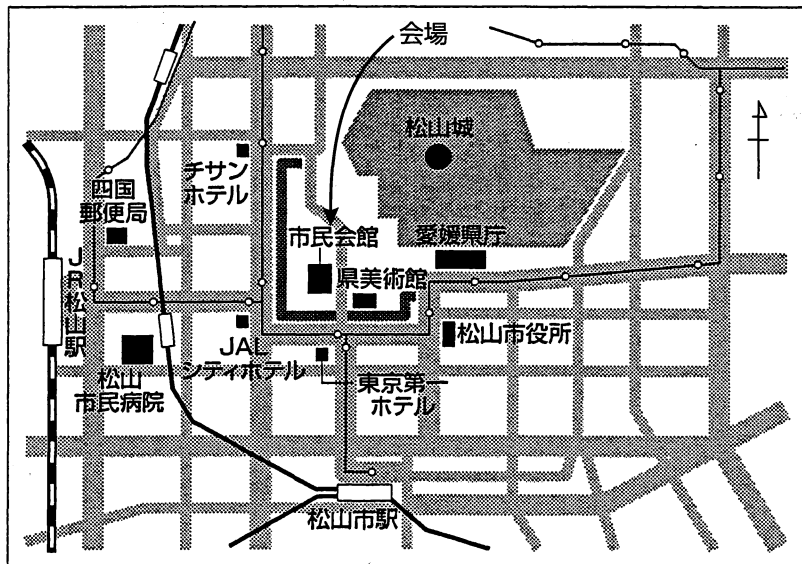 会場
松山城
チサン
ホテル
四国
郵便局
市民会館
愛媛県庁
JR松山駅
県美術館
JAL
シティホテル
松山市役所
松山
市民病院
東京第一
ホテル
松山市駅